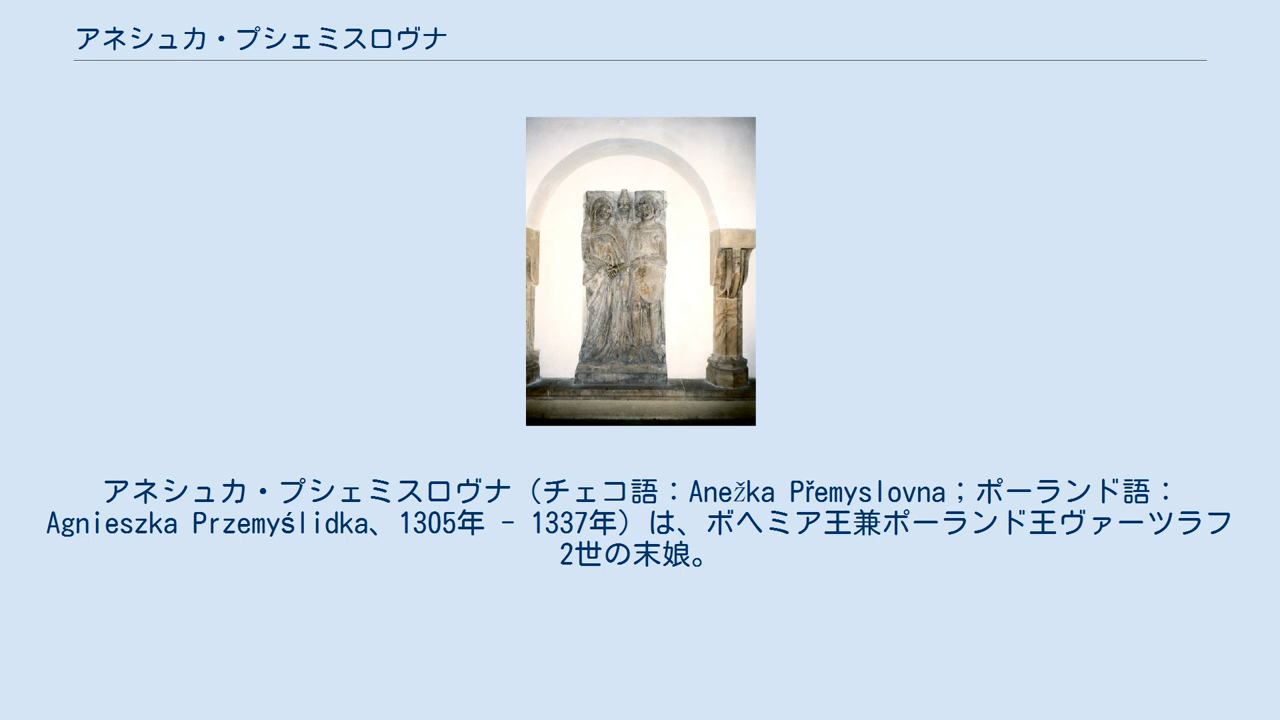 アネシュカ・プシェミスロヴナ
アネシュカ・プシェミスロヴナ（チェコ語：Anežka Přemyslovna；ポーランド語：
Agnieszka Przemyślidka、1305年 - 1337年）は、ボヘミア王兼ポーランド王ヴァーツラフ
2世の末娘。